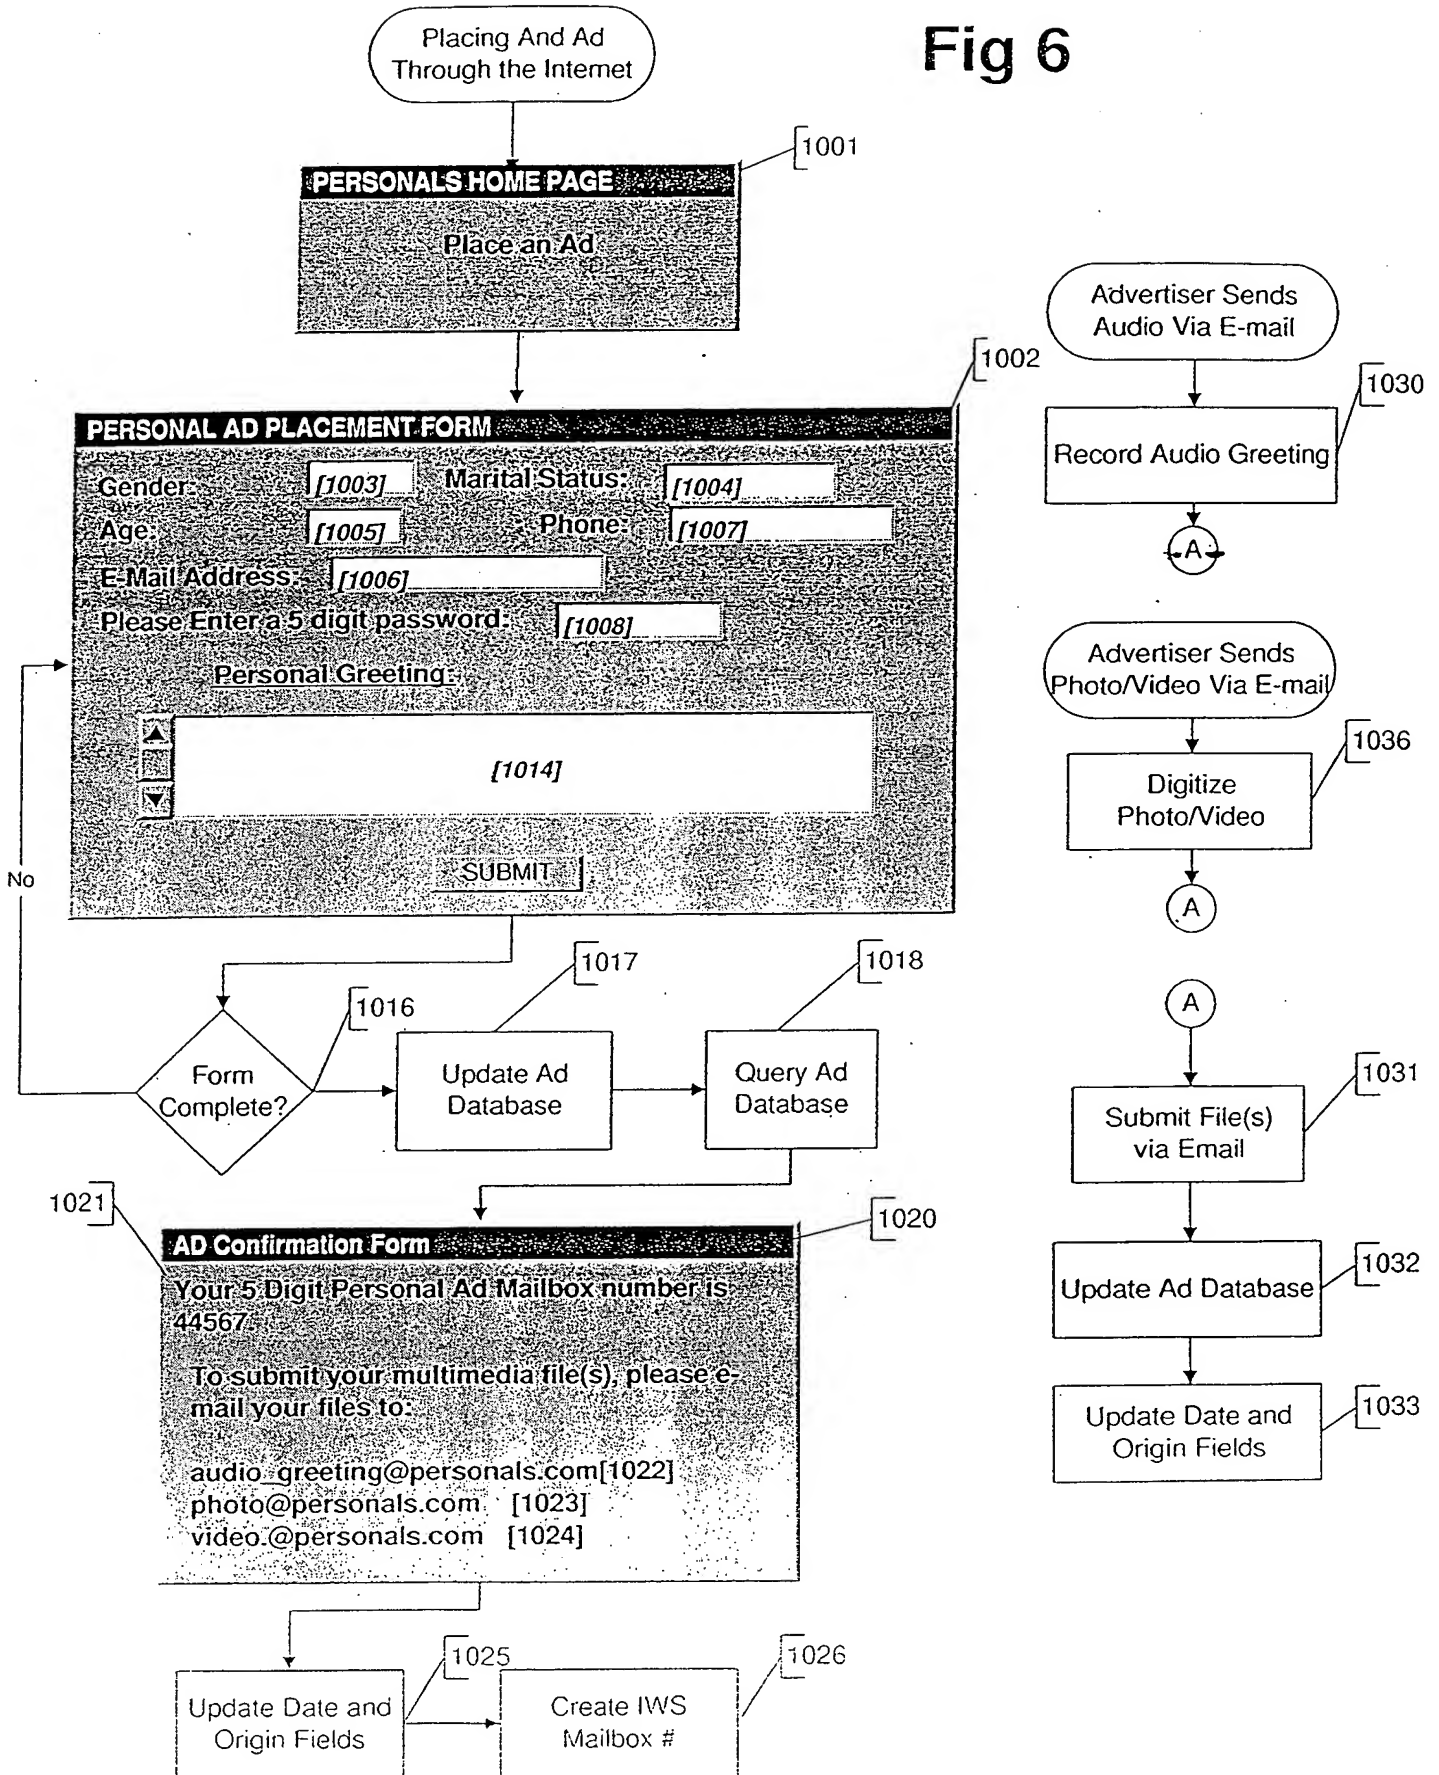 Fig 6
Placing And Ad
Through the Internet
1001
PERSONALS HOME PAGE
Place an Ad
1002
PERSONAL AD PLACEMENT FORM
Gender: [1003] Marital Status: [1004]
Age: [1005] Phone: [1007]
E-Mail Address: [1006]
Please Enter a 5 digit password: [1008]
Personal Greeting:
[1014]
SUBMIT
No
1016
Form
Complete?
1017
Update Ad
Database
1018
Query Ad
Database
1021
1020
AD Confirmation Form
Your 5 Digit Personal Ad Mailbox number is
44567
To submit your multimedia file(s), please e-
mail your files to:
audio_greeting@personals.com[1022]
photo@personals.com [1023]
video.@personals.com [1024]
1025
Update Date and
Origin Fields
1026
Create IWS
Mailbox #
Advertiser Sends
Audio Via E-mail
1030
Record Audio Greeting
A
Advertiser Sends
Photo/Video Via E-mail
1036
Digitize
Photo/Video
A
A
1031
Submit File(s)
via Email
1032
Update Ad Database
1033
Update Date and
Origin Fields